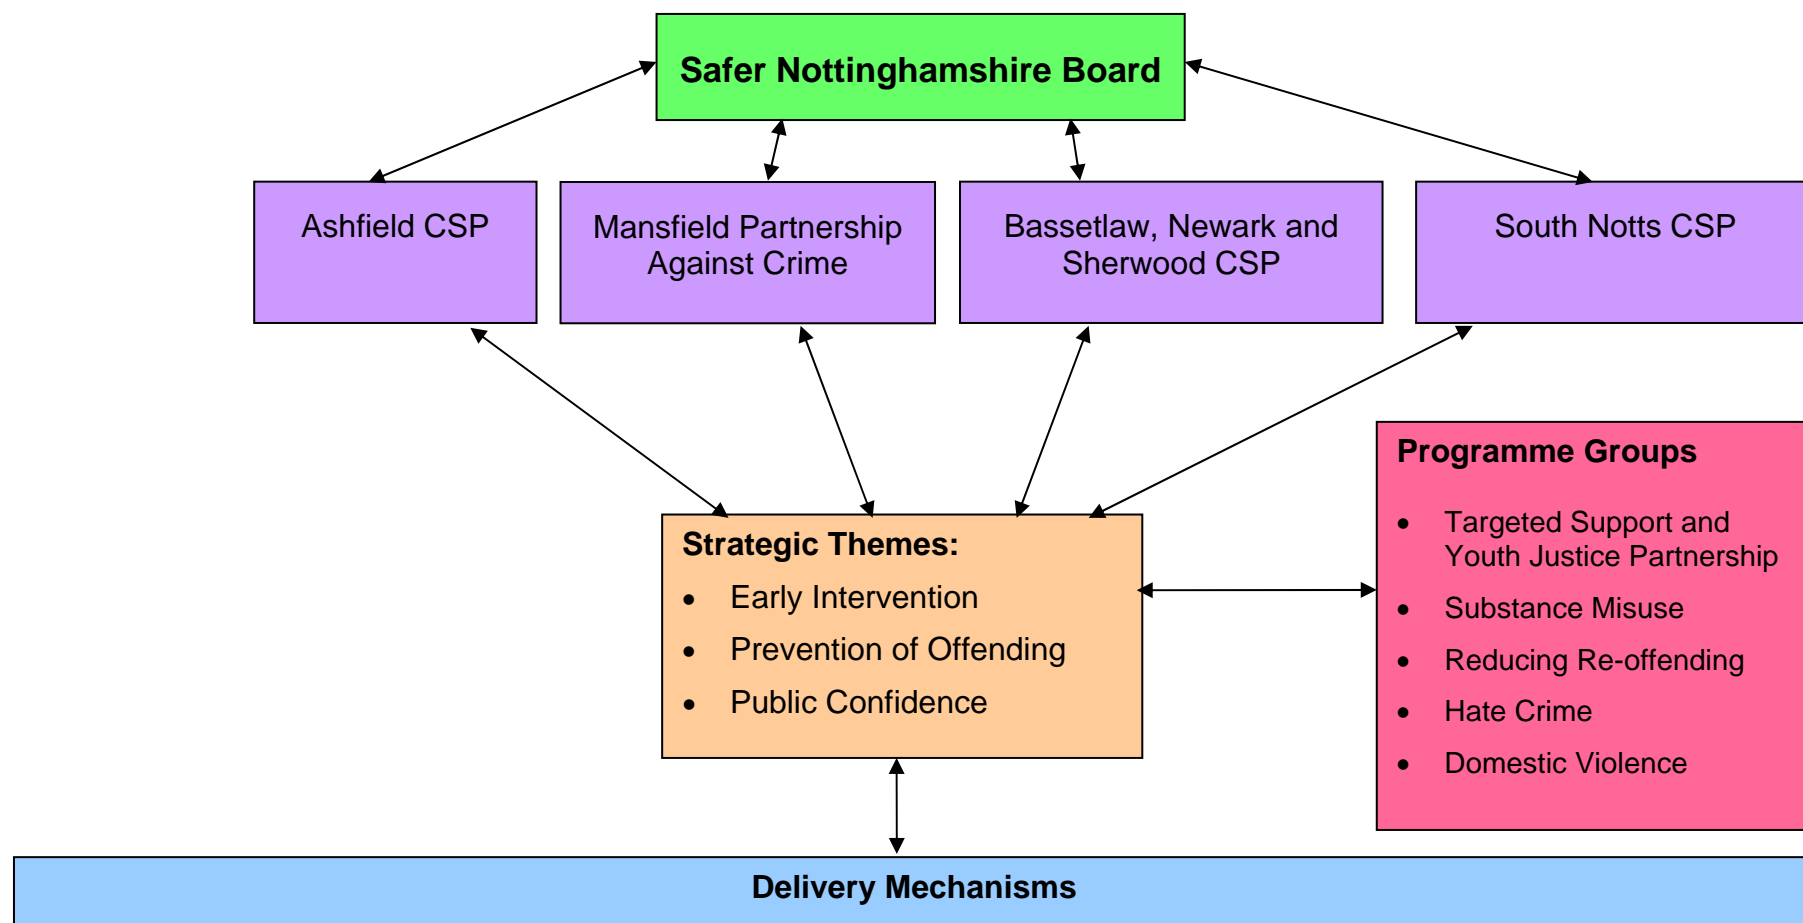 Safer Nottinghamshire Board
Ashfield CSP
Mansfield Partnership
Against Crime
Bassetlaw, Newark and
Sherwood CSP
South Notts CSP
Strategic Themes:
• Early Intervention
• Prevention of Offending
• Public Confidence
Programme Groups
• Targeted Support and
Youth Justice Partnership
• Substance Misuse
• Reducing Re-offending
• Hate Crime
• Domestic Violence
Delivery Mechanisms